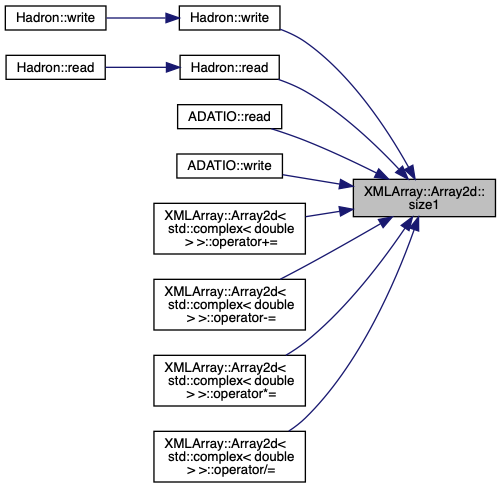 Hadron::write
Hadron::write
Hadron::read
Hadron::read
ADATIO::read
ADATIO::write
XMLArray::Array2d::
size1
XMLArray::Array2d<
std::complex< double
> >::operator+=
XMLArray::Array2d<
std::complex< double
> >::operator-=
XMLArray::Array2d<
std::complex< double
> >::operator*=
XMLArray::Array2d<
std::complex< double
> >::operator/=